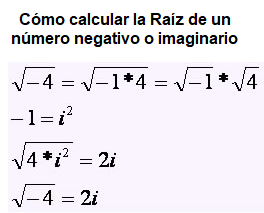 Cómo calcular la Raíz de un
número negativo o imaginario
√-4 = √-1*4 = √-1 * √4
-1 = i²
√4*i² = 2i
√-4 = 2i